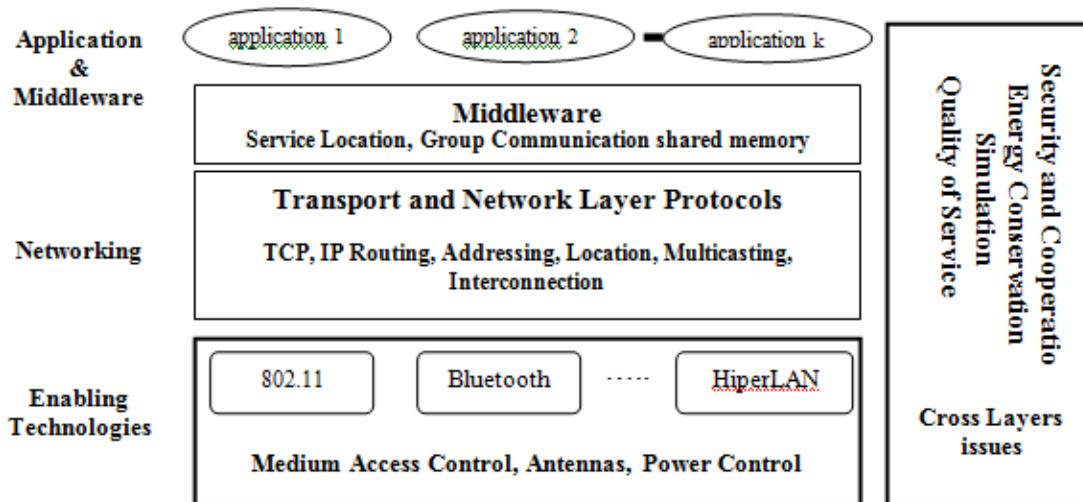 Application
&
Middleware
application 1
application 2
application k
Middleware
Service Location, Group Communication shared memory
Networking
Transport and Network Layer Protocols
TCP, IP Routing, Addressing, Location, Multicasting,
Interconnection
Enabling
Technologies
802.11
Bluetooth
.....
HiperLAN
Medium Access Control, Antennas, Power Control
Security and Cooperatio
Energy Conservation
Simulation
Quality of Service
Cross Layers
issues